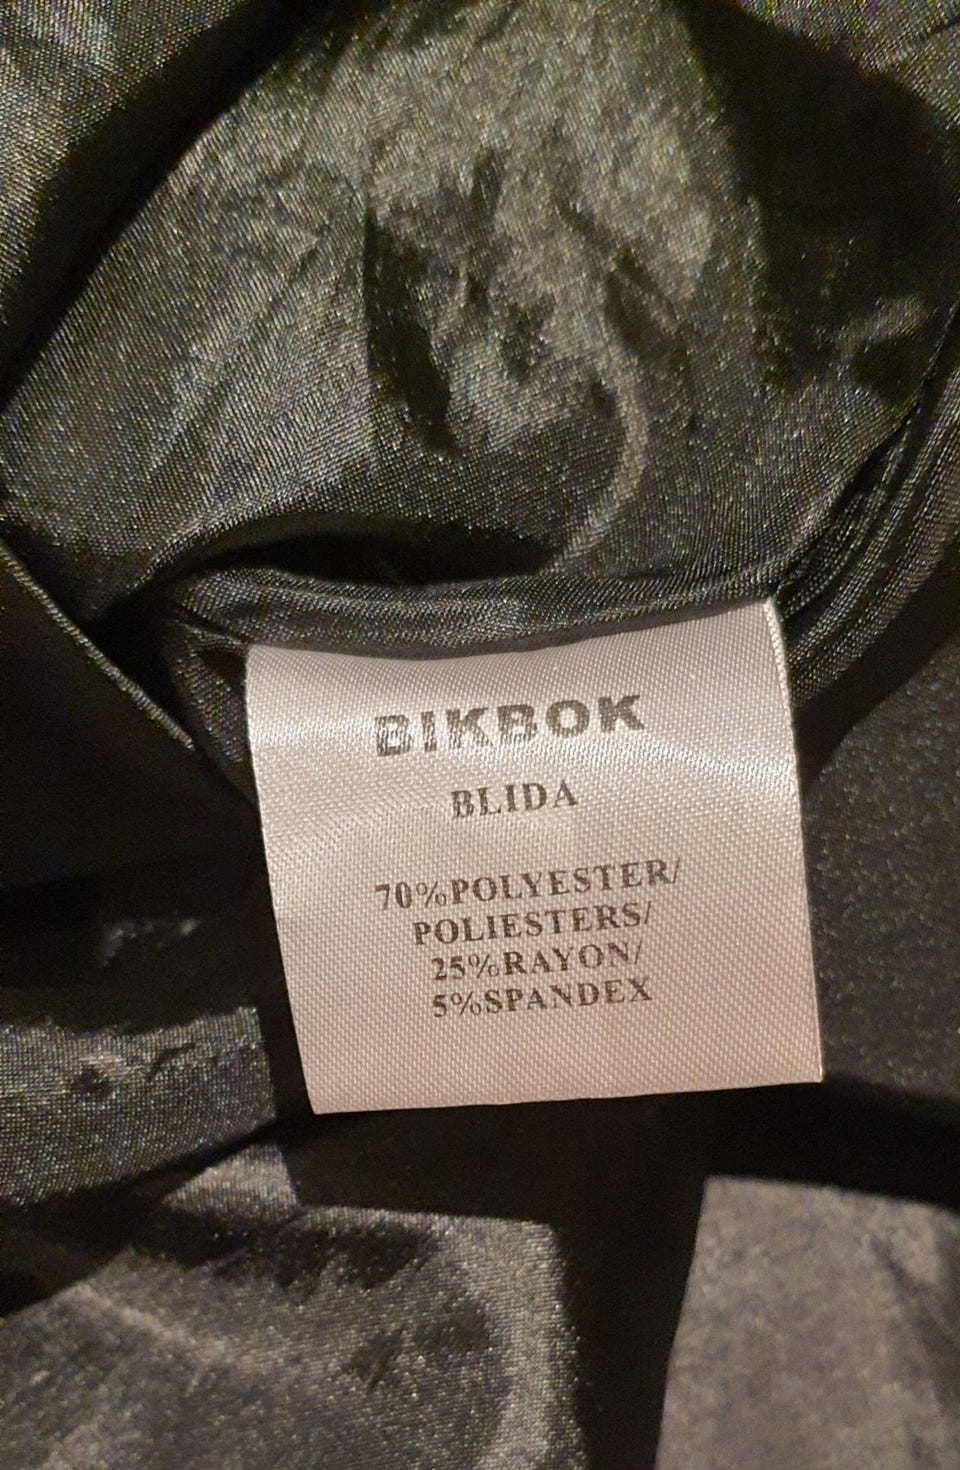 BIKBOK
BLIDA
70%POLYESTER/
POLIESTERS/
25%RAYON/
5%SPANDEX